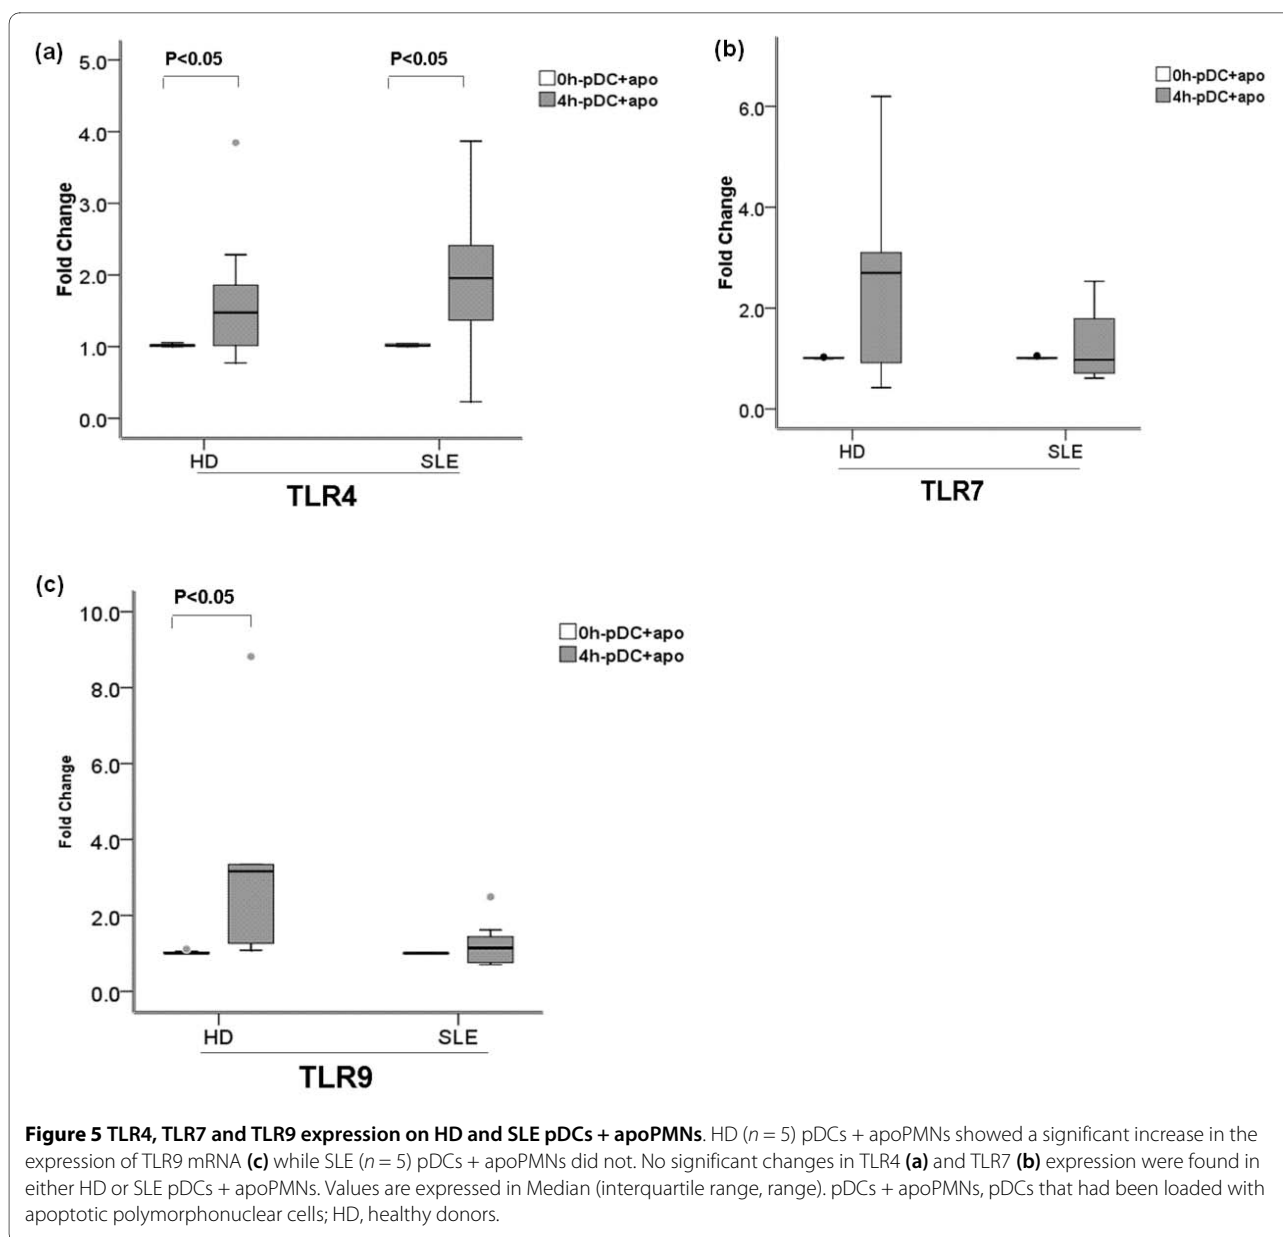 (a)
P<0.05
P<0.05
0h-pDC+apo
4h-pDC+apo
5.0
4.0
3.0
2.0
1.0
0.0
Fold Change
HD
SLE
TLR4
(b)
0h-pDC+apo
4h-pDC+apo
6.0
4.0
2.0
0.0
Fold Change
HD
SLE
TLR7
(c)
P<0.05
0h-pDC+apo
4h-pDC+apo
10.0
8.0
6.0
4.0
2.0
0.0
Fold Change
HD
SLE
TLR9
Figure 5 TLR4, TLR7 and TLR9 expression on HD and SLE pDCs + apoPMNs. HD (n = 5) pDCs + apoPMNs showed a significant increase in the
expression of TLR9 mRNA (c) while SLE (n = 5) pDCs + apoPMNs did not. No significant changes in TLR4 (a) and TLR7 (b) expression were found in
either HD or SLE pDCs + apoPMNs. Values are expressed in Median (interquartile range, range). pDCs + apoPMNs, pDCs that had been loaded with
apoptotic polymorphonuclear cells; HD, healthy donors.